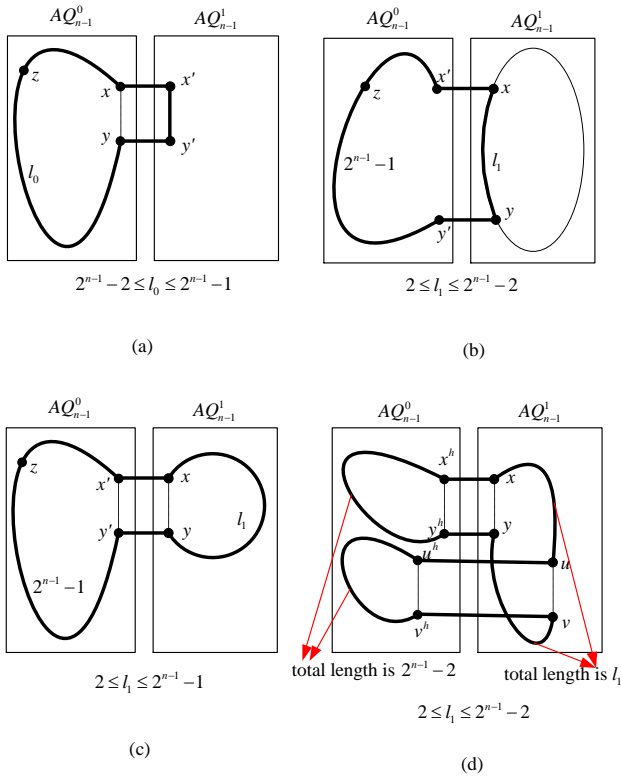 AQ^0_{n-1} AQ^1_{n-1}
z x x'
y y'
l_0
2^{n-1} - 2 ≤ l_0 ≤ 2^{n-1} - 1
(a)
AQ^0_{n-1} AQ^1_{n-1}
z x' x
2^{n-1} - 1 l_1
y' y
2 ≤ l_1 ≤ 2^{n-1} - 2
(b)
AQ^0_{n-1} AQ^1_{n-1}
z x' x
y' y l_1
2^{n-1} - 1
2 ≤ l_1 ≤ 2^{n-1} - 1
(c)
AQ^0_{n-1} AQ^1_{n-1}
x^h x
y^h y
u^h u
v^h v
total length is 2^{n-1} - 2 total length is l_1
2 ≤ l_1 ≤ 2^{n-1} - 2
(d)